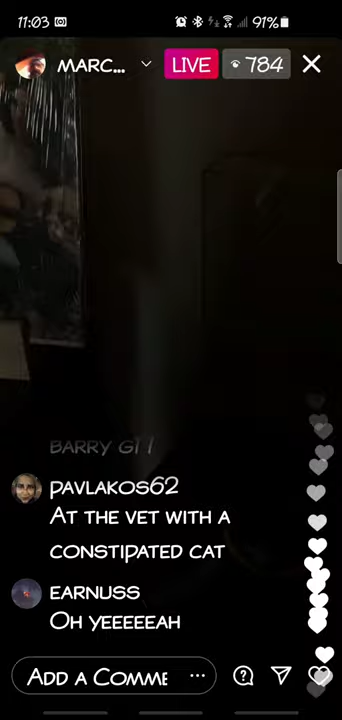 11:03 91%
MARC... LIVE 784
PAVLAKOS62
AT THE VET WITH A
CONSTIPATED CAT
EARNUSS
OH YEEEEEAH
ADD A COMME ...